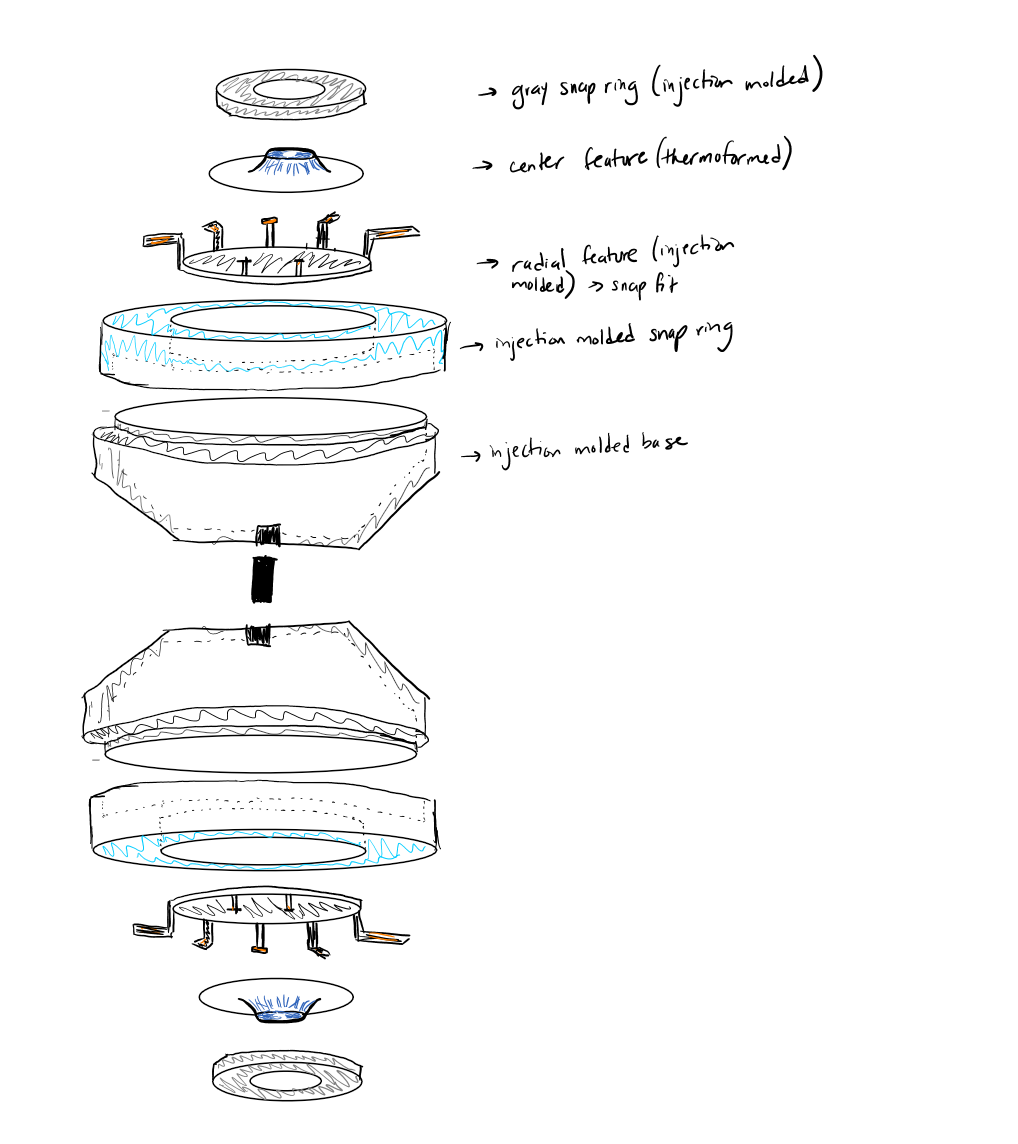 → gray snap ring (injection molded)
→ center feature (thermoformed)
→ radial feature (injection
molded) → snap fit
→ injection molded snap ring
→ injection molded base